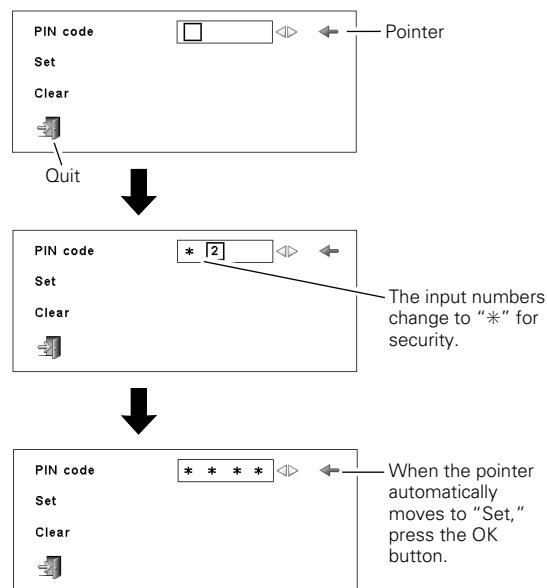 PIN code
Pointer
Set
Clear
Quit
PIN code * 2
Set
Clear
The input numbers
change to “✳” for
security.
PIN code * * * *
Set
Clear
When the pointer
automatically
moves to “Set,”
press the OK
button.